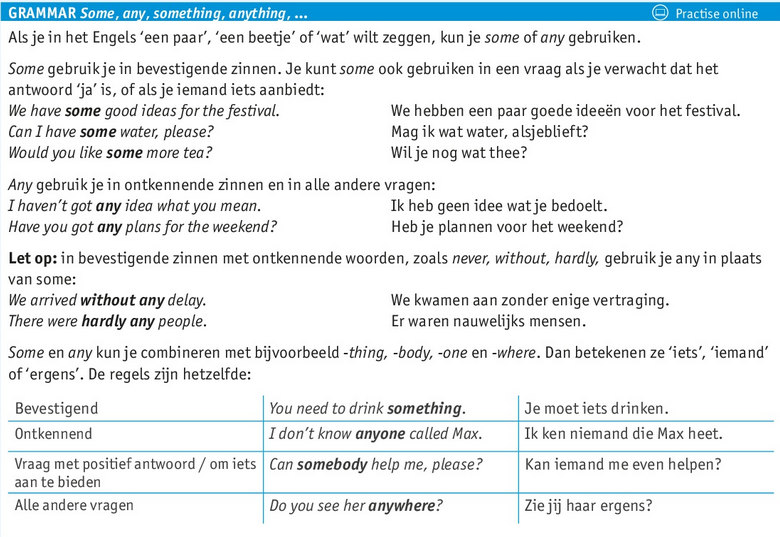 GRAMMAR Some, any, something, anything, ... Practise online
Als je in het Engels ‘een paar’, ‘een beetje’ of ‘wat’ wilt zeggen, kun je some of any gebruiken.
Some gebruik je in bevestigende zinnen. Je kunt some ook gebruiken in een vraag als je verwacht dat het
antwoord ‘ja’ is, of als je iemand iets aanbiedt:
We have some good ideas for the festival. We hebben een paar goede ideeën voor het festival.
Can I have some water, please? Mag ik wat water, alsjeblieft?
Would you like some more tea? Wil je nog wat thee?
Any gebruik je in ontkennende zinnen en in alle andere vragen:
I haven’t got any idea what you mean. Ik heb geen idee wat je bedoelt.
Have you got any plans for the weekend? Heb je plannen voor het weekend?
Let op: in bevestigende zinnen met ontkennende woorden, zoals never, without, hardly, gebruik je any in plaats
van some:
We arrived without any delay. We kwamen aan zonder enige vertraging.
There were hardly any people. Er waren nauwelijks mensen.
Some en any kun je combineren met bijvoorbeeld -thing, -body, -one en -where. Dan betekenen ze ‘iets’, ‘iemand’
of ‘ergens’. De regels zijn hetzelfde:
Bevestigend You need to drink something. Je moet iets drinken.
Ontkennend I don’t know anyone called Max. Ik ken niemand die Max heet.
Vraag met positief antwoord / om iets Can somebody help me, please? Kan iemand me even helpen?
aan te bieden
Alle andere vragen Do you see her anywhere? Zie jij haar ergens?